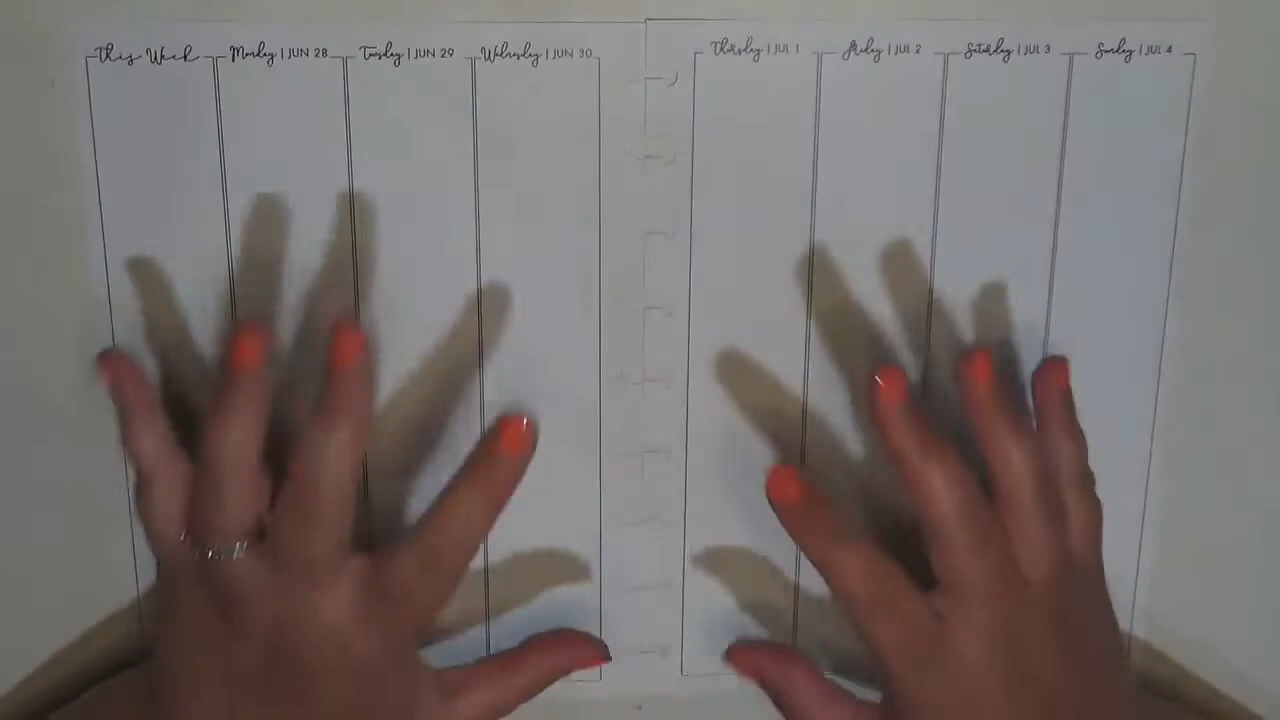 This Week
Monday | JUN 28
Tuesday | JUN 29
Wednesday | JUN 30
Thursday | JUL 1
Friday | JUL 2
Saturday | JUL 3
Sunday | JUL 4